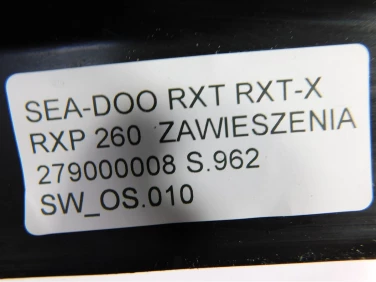 SEA-DOO RXT RXT-X
RXP 260 ZAWIESZENIA
279000008 S.962
SW_OS.010